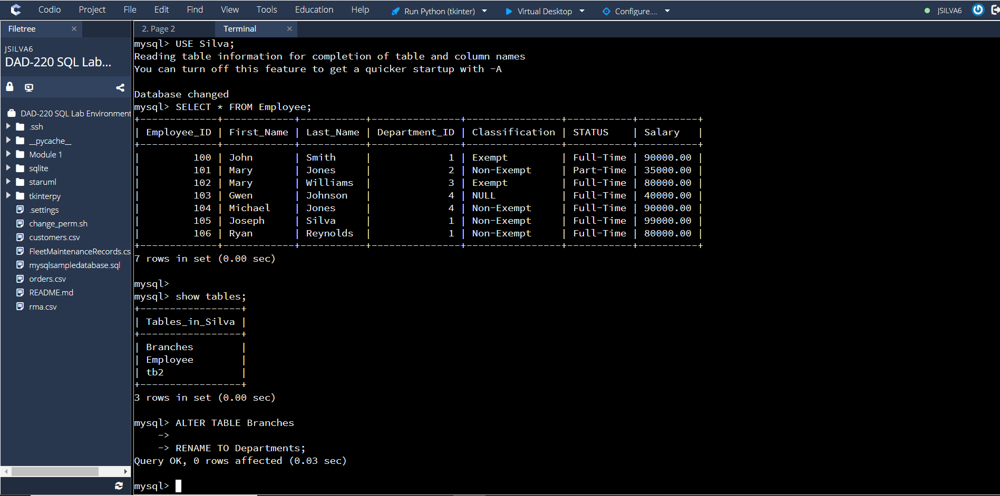 Codio Project File Edit Find View Tools Education Help Run Python (tkinter) Virtual Desktop Configure.... JSILVA6
Filetree
2. Page 2 Terminal
JSILVA6
DAD-220 SQL Lab...
DAD-220 SQL Lab Environment
.ssh
__pycache__
Module 1
sqlite
staruml
tkinterpy
.settings
change_perm.sh
customers.csv
FleetMaintenanceRecords.cs
mysqlsampledatabase.sql
orders.csv
README.md
rma.csv
mysql> USE Silva;
Reading table information for completion of table and column names
You can turn off this feature to get a quicker startup with -A
Database changed
mysql> SELECT * FROM Employee;
+-------------+------------+-----------+---------------+----------------+-----------+----------+
| Employee_ID | First_Name | Last_Name | Department_ID | Classification | STATUS    | Salary   |
+-------------+------------+-----------+---------------+----------------+-----------+----------+
|         100 | John       | Smith     |             1 | Exempt         | Full-Time | 90000.00 |
|         101 | Mary       | Jones     |             2 | Non-Exempt     | Part-Time | 35000.00 |
|         102 | Mary       | Williams  |             3 | Exempt         | Full-Time | 80000.00 |
|         103 | Gwen       | Johnson   |             4 | NULL           | Full-Time | 40000.00 |
|         104 | Michael    | Jones     |             4 | Non-Exempt     | Full-Time | 90000.00 |
|         105 | Joseph     | Silva     |             1 | Non-Exempt     | Full-Time | 99000.00 |
|         106 | Ryan       | Reynolds  |             1 | Non-Exempt     | Full-Time | 80000.00 |
+-------------+------------+-----------+---------------+----------------+-----------+----------+
7 rows in set (0.00 sec)
mysql>
mysql> show tables;
+-----------------+
| Tables_in_Silva |
+-----------------+
| Branches        |
| Employee        |
| tb2             |
+-----------------+
3 rows in set (0.00 sec)
mysql> ALTER TABLE Branches
    ->
    -> RENAME TO Departments;
Query OK, 0 rows affected (0.03 sec)
mysql>